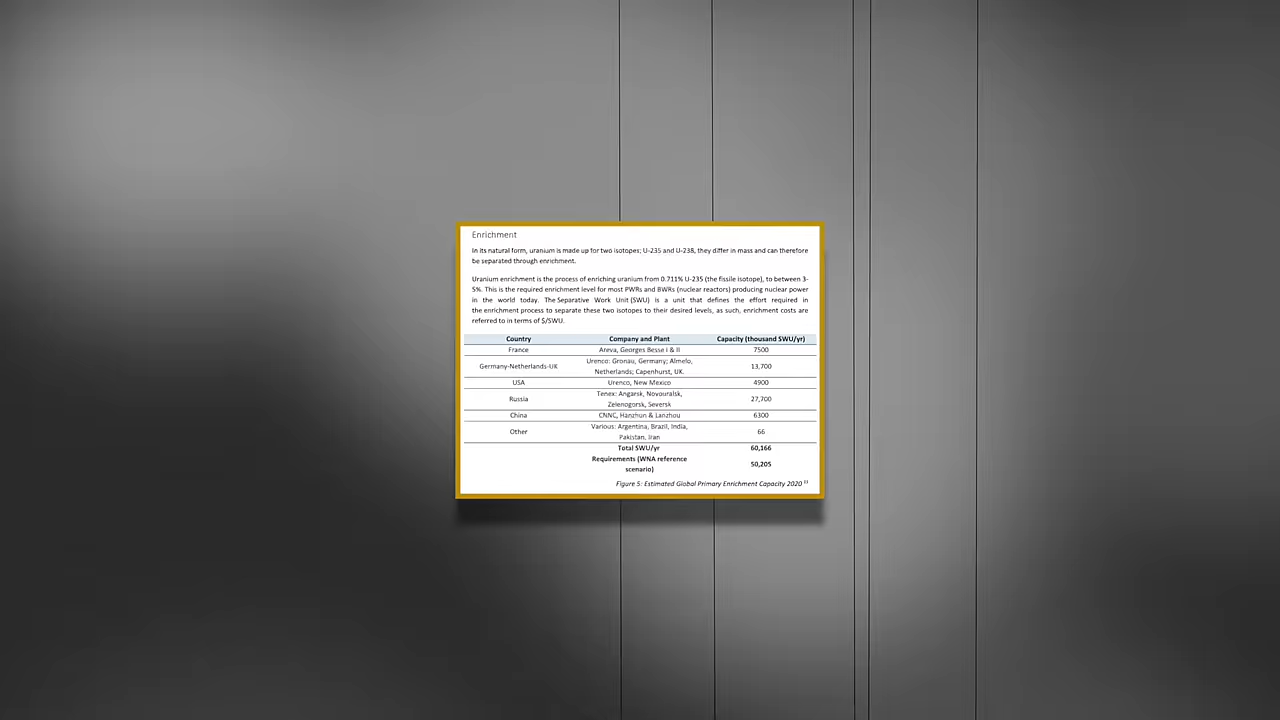 Enrichment
In its natural form, uranium is made up for two isotopes; U-235 and U-238, they differ in mass and can therefore
be separated through enrichment.
Uranium enrichment is the process of enriching uranium from 0.711% U-235 (the fissile isotope), to between 3-
5%. This is the required enrichment level for most PWRs and BWRs (nuclear reactors) producing nuclear power
in the world today. The Separative Work Unit (SWU) is a unit that defines the effort required in
the enrichment process to separate these two isotopes to their desired levels, as such, enrichment costs are
referred to in terms of $/SWU.
Country Company and Plant Capacity (thousand SWU/yr)
France Areva, Georges Besse I & II 7500
Germany-Netherlands-UK Urenco: Gronau, Germany; Almelo, 13,700
Netherlands; Capenhurst, UK.
USA Urenco, New Mexico 4900
Russia Tenex: Angarsk, Novouralsk, 27,700
Zelenogorsk, Seversk
China CNNC, Hanzhun & Lanzhou 6300
Other Various: Argentina, Brazil, India, 66
Pakistan, Iran
Total SWU/yr 60,166
Requirements (WNA reference 50,205
scenario)
Figure 5: Estimated Global Primary Enrichment Capacity 2020